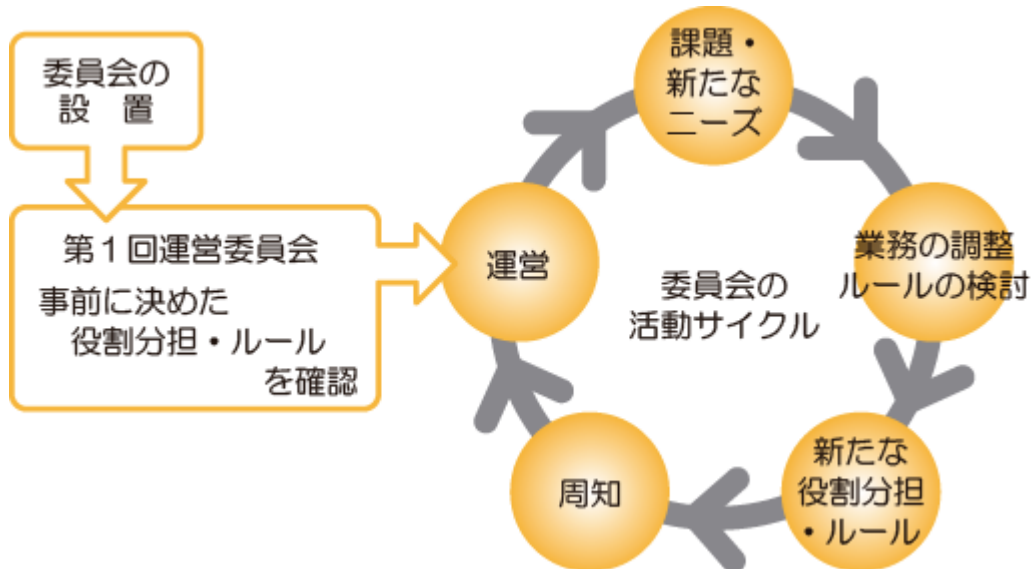 委員会の
設　置
第１回運営委員会
事前に決めた
役割分担・ルール
を確認
運営
課題・
新たな
ニーズ
業務の調整
ルールの検討
新たな
役割分担
・ルール
周知
委員会の
活動サイクル